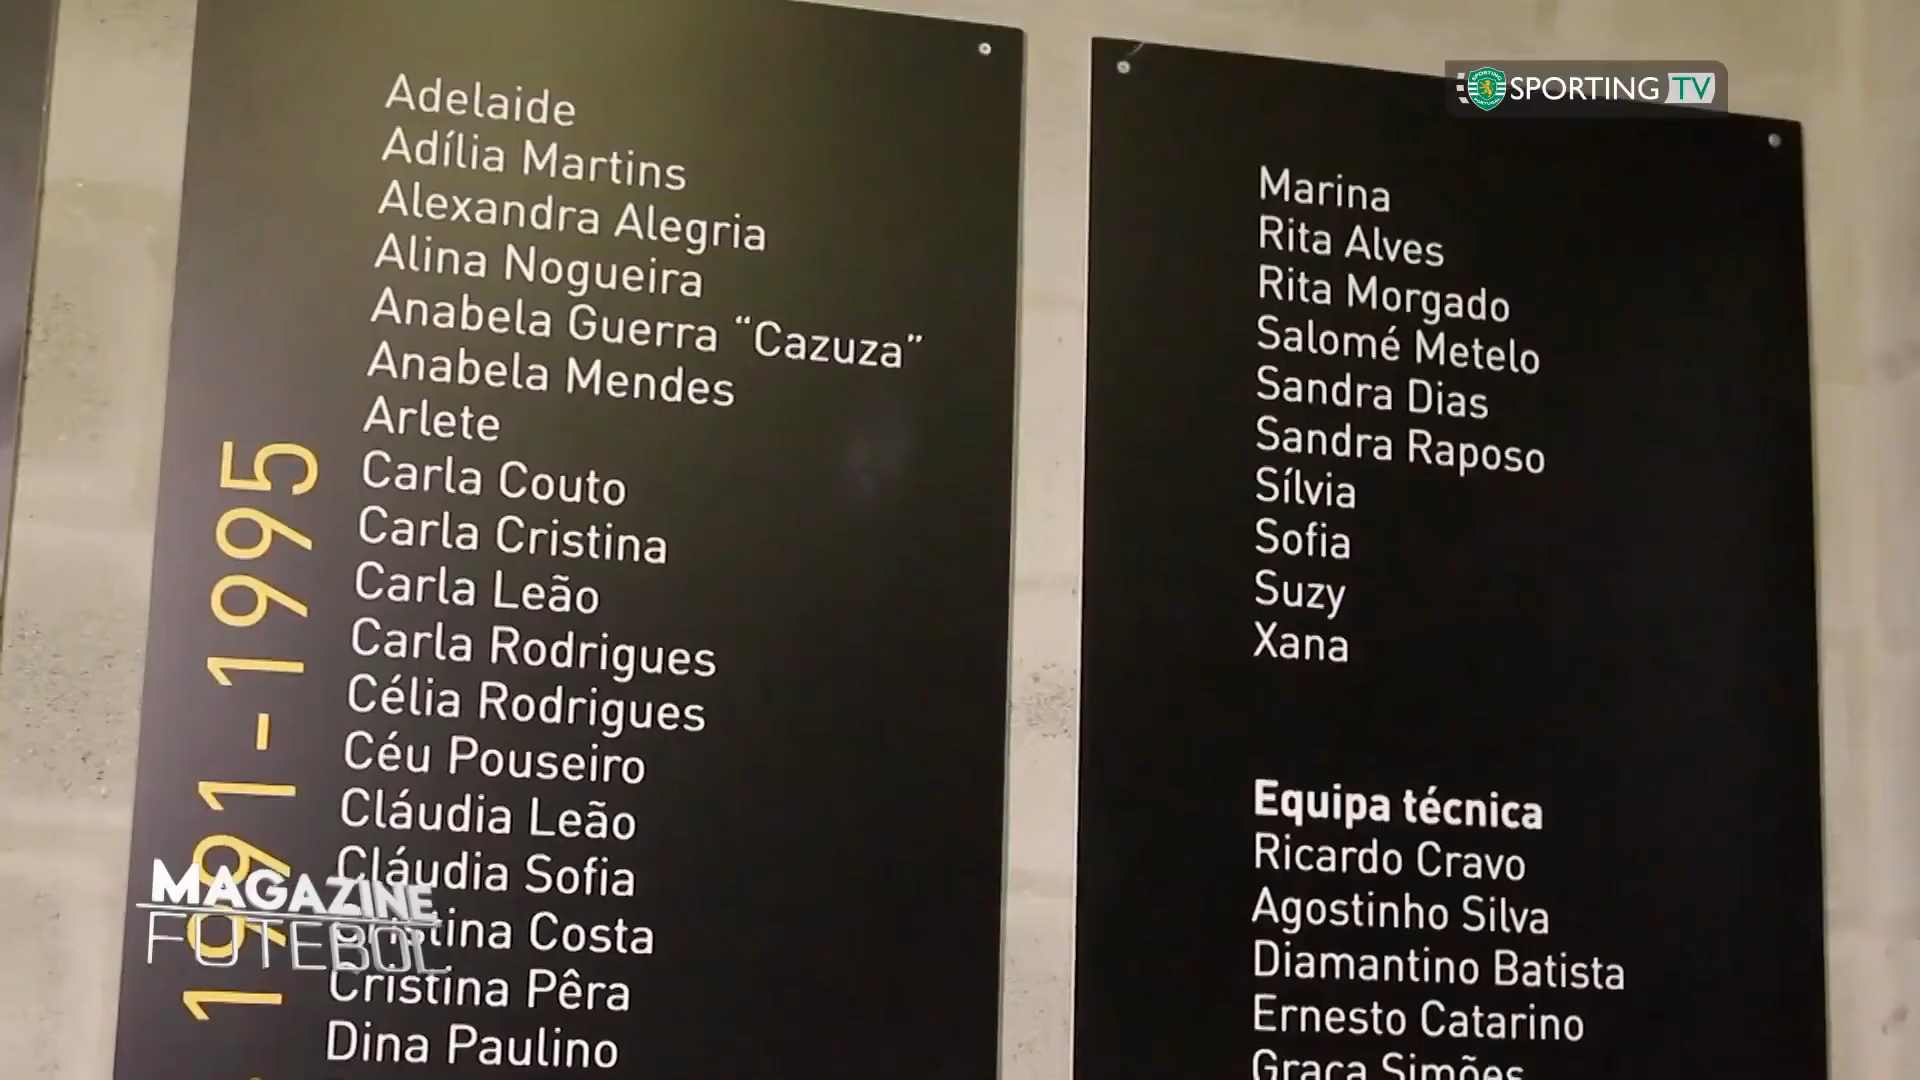 Adelaide
Adília Martins
Alexandra Alegria
Alina Nogueira
Anabela Guerra “Cazuza”
Anabela Mendes
Arlete
Carla Couto
Carla Cristina
Carla Leão
Carla Rodrigues
Célia Rodrigues
Céu Pouseiro
Cláudia Leão
Cláudia Sofia
Cristina Costa
Cristina Pêra
Dina Paulino
1991-1995
MAGAZINE
FUTEBOL
SPORTING TV
Marina
Rita Alves
Rita Morgado
Salomé Metelo
Sandra Dias
Sandra Raposo
Sílvia
Sofia
Suzy
Xana
Equipa técnica
Ricardo Cravo
Agostinho Silva
Diamantino Batista
Ernesto Catarino
Graça Simões